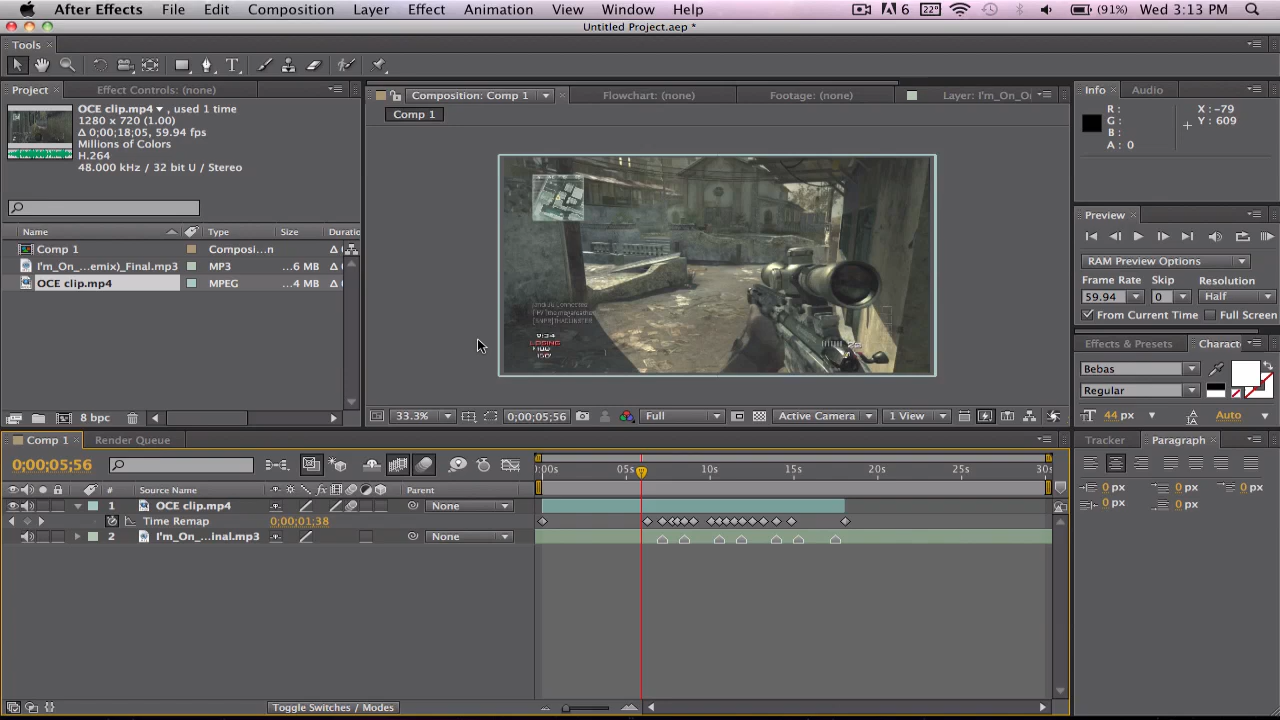 After Effects File Edit Composition Layer Effect Animation View Window Help 6 22° (91%) Wed 3:13 PM
Untitled Project.aep *
Tools
Project Effect Controls: (none)
OCE clip.mp4 , used 1 time
1280 x 720 (1.00)
Δ 0;00;18;05, 59.94 fps
Millions of Colors
H.264
48.000 kHz / 32 bit U / Stereo
Name Type Size Duratio
Comp 1 Composi...n Δ
I'm_On_...emix)_Final.mp3 MP3 ...6 MB Δ
OCE clip.mp4 MPEG ...4 MB Δ
8 bpc
Composition: Comp 1 Flowchart: (none) Footage: (none) Layer: I'm_On_O
Comp 1
LOSING
33.3% 0;00;05;56 Full Active Camera 1 View
Info Audio
R: X : -79
G: Y : 609
B:
A: 0
Preview
RAM Preview Options
Frame Rate Skip Resolution
59.94 0 Half
From Current Time Full Screen
Effects & Presets Charact
Bebas
Regular
44 px Auto
Tracker Paragraph
0 px 0 px 0 px
0 px 0 px
Comp 1 Render Queue
0;00;05;56
# Source Name Parent
1 OCE clip.mp4 None
Time Remap 0;00;01;38
2 I'm_On_...inal.mp3 None
0:00s 05s 10s 15s 20s 25s 30s
Toggle Switches / Modes